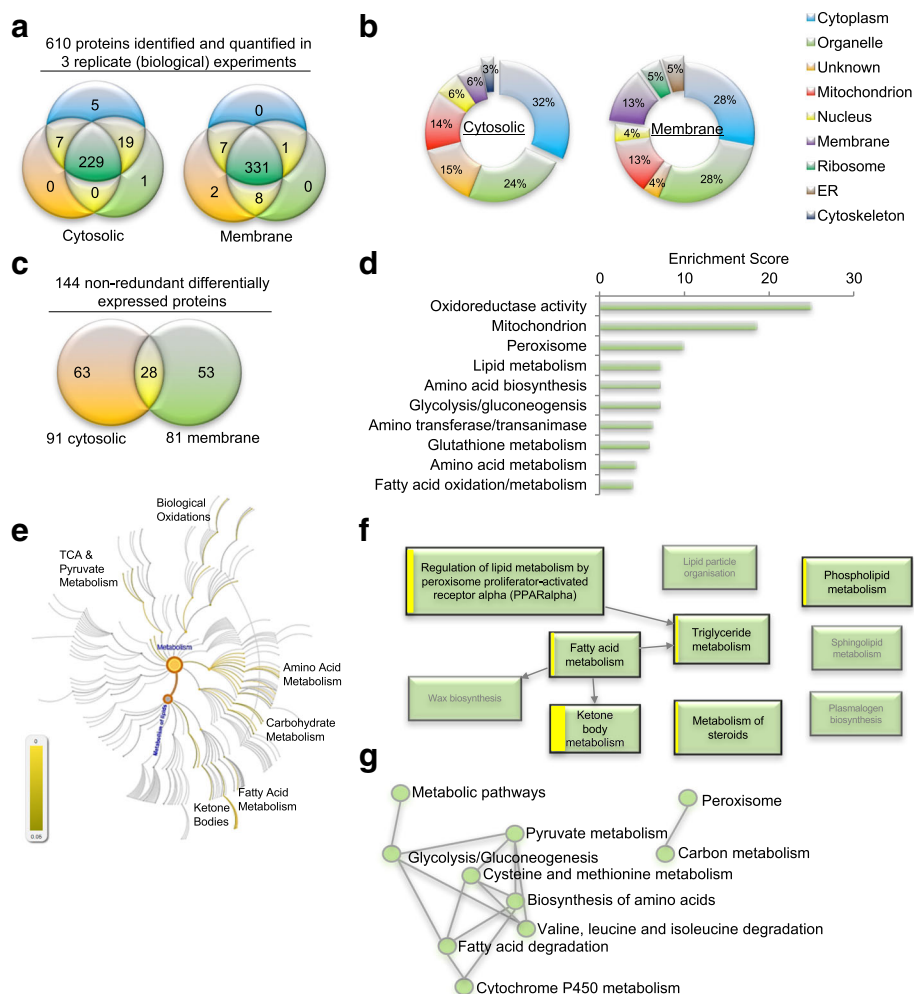 a
610 proteins identified and quantified in
3 replicate (biological) experiments
5
7
19
229
0
0
1
Cytosolic
0
7
1
331
2
8
0
Membrane
b
3%
6%
6%
14%
15%
24%
32%
Cytosolic
5%
5%
13%
4%
13%
4%
28%
28%
Membrane
Cytoplasm
Organelle
Unknown
Mitochondrion
Nucleus
Membrane
Ribosome
ER
Cytoskeleton
c
144 non-redundant differentially
expressed proteins
63
28
53
91 cytosolic
81 membrane
d
Enrichment Score
0
10
20
30
Oxidoreductase activity
Mitochondrion
Peroxisome
Lipid metabolism
Amino acid biosynthesis
Glycolysis/gluconeogensis
Amino transferase/transanimase
Glutathione metabolism
Amino acid metabolism
Fatty acid oxidation/metabolism
e
Biological
Oxidations
TCA &
Pyruvate
Metabolism
Metabolism
Amino Acid
Metabolism
Metabolism of lipids
Carbohydrate
Metabolism
Fatty Acid
Metabolism
Ketone
Bodies
0
0.05
f
Regulation of lipid metabolism by
peroxisome proliferator-activated
receptor alpha (PPARalpha)
Lipid particle
organisation
Phospholipid
metabolism
Fatty acid
metabolism
Triglyceride
metabolism
Sphingolipid
metabolism
Wax biosynthesis
Ketone
body
metabolism
Metabolism of
steroids
Plasmalogen
biosynthesis
g
Metabolic pathways
Peroxisome
Pyruvate metabolism
Glycolysis/Gluconeogenesis
Carbon metabolism
Cysteine and methionine metabolism
Biosynthesis of amino acids
Valine, leucine and isoleucine degradation
Fatty acid degradation
Cytochrome P450 metabolism